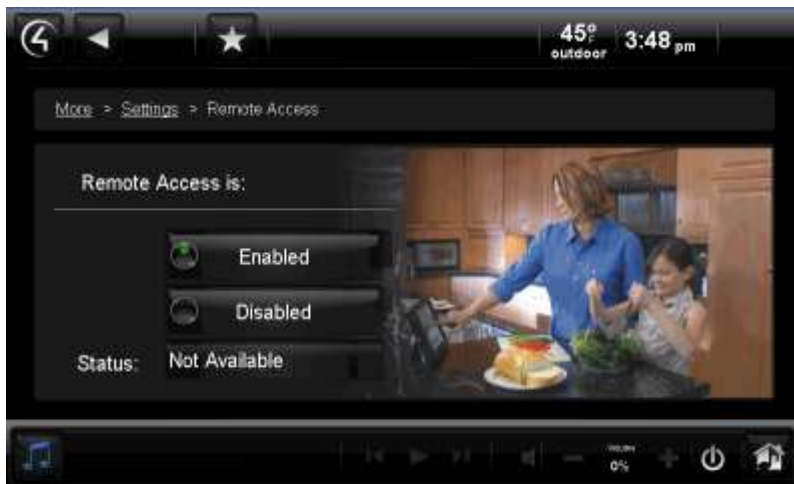 45°F
outdoor
3:48 pm
More > Settings > Remote Access
Remote Access is:
Enabled
Disabled
Status: Not Available
0%